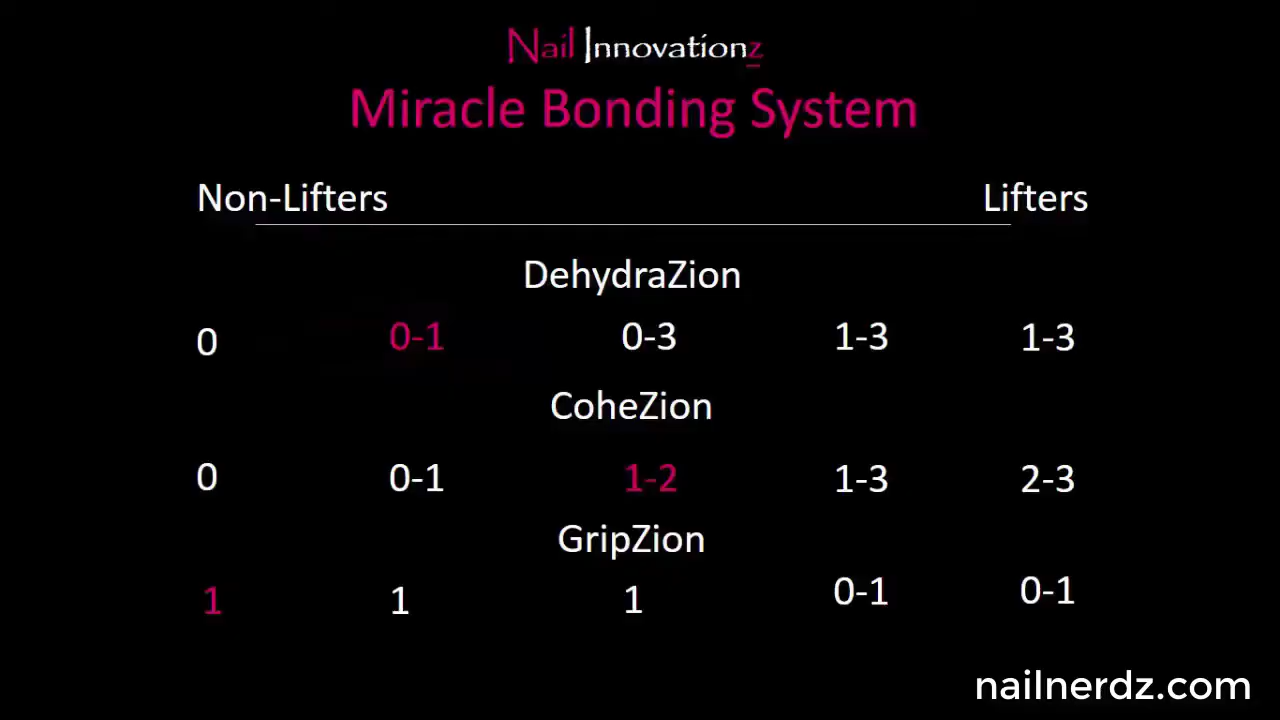 Nail Innovationz
Miracle Bonding System
Non-Lifters Lifters
DehydraZion
0 0-1 0-3 1-3 1-3
CoheZion
0 0-1 1-2 1-3 2-3
GripZion
1 1 1 0-1 0-1
nailnerdz.com